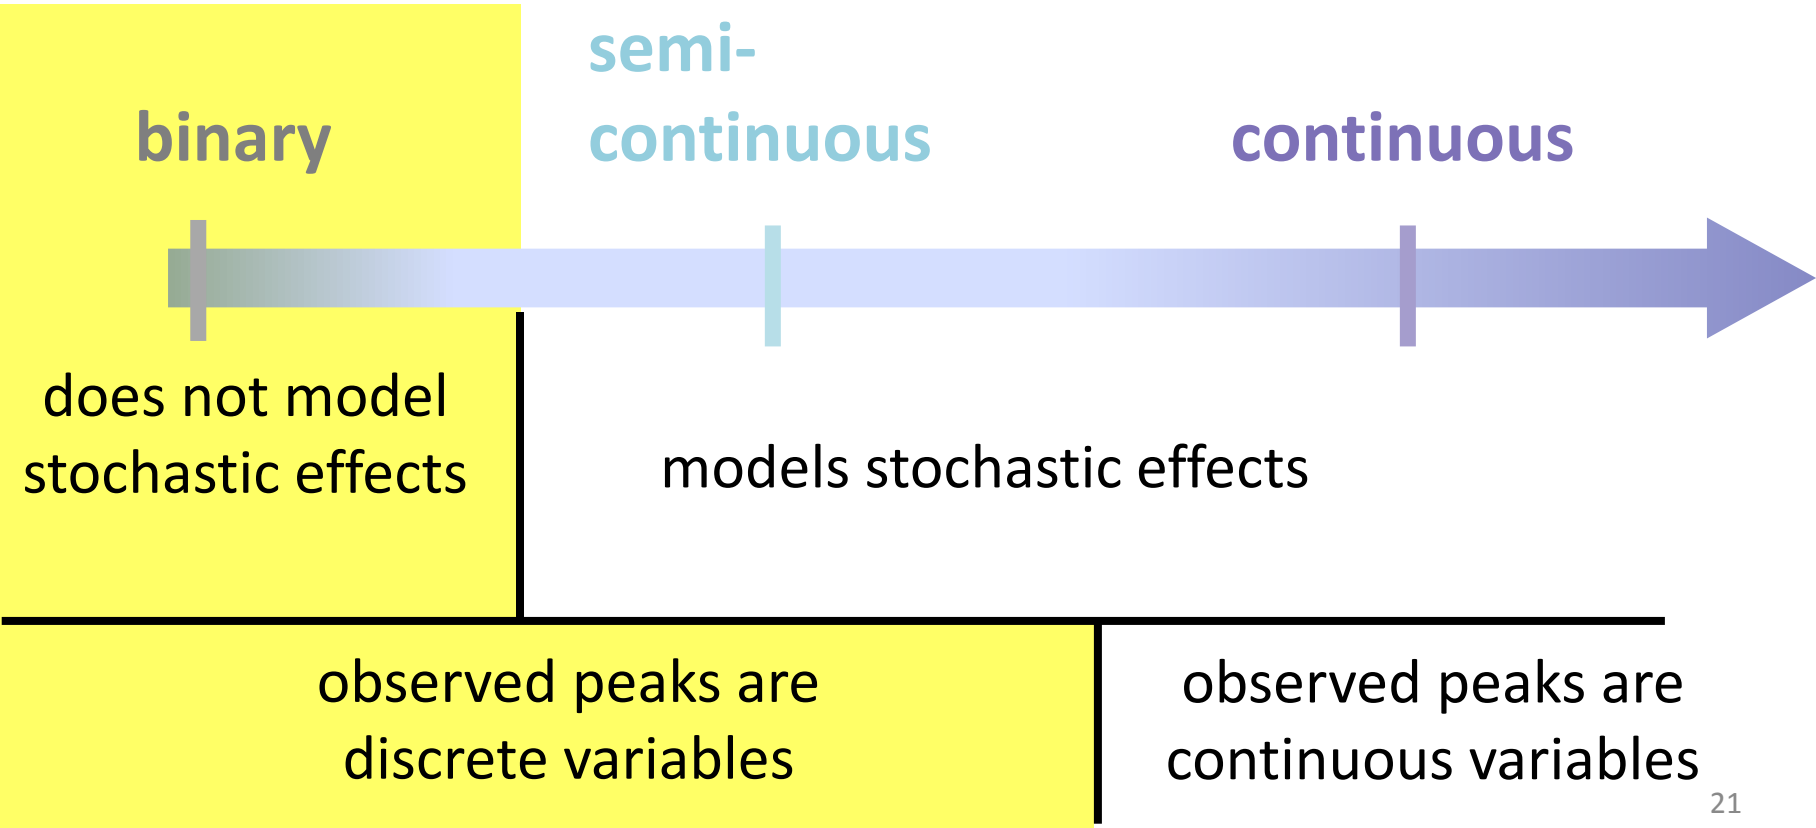 binary
semi-
continuous
continuous
does not model
stochastic effects
models stochastic effects
observed peaks are
discrete variables
observed peaks are
continuous variables
21